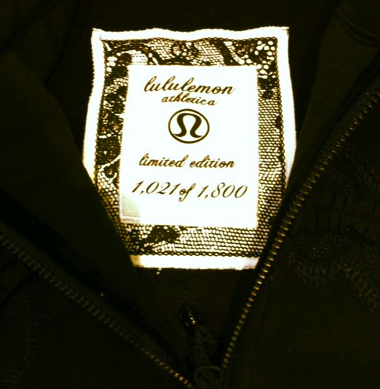 lululemon
athletica
limited edition
1,021 of 1,800